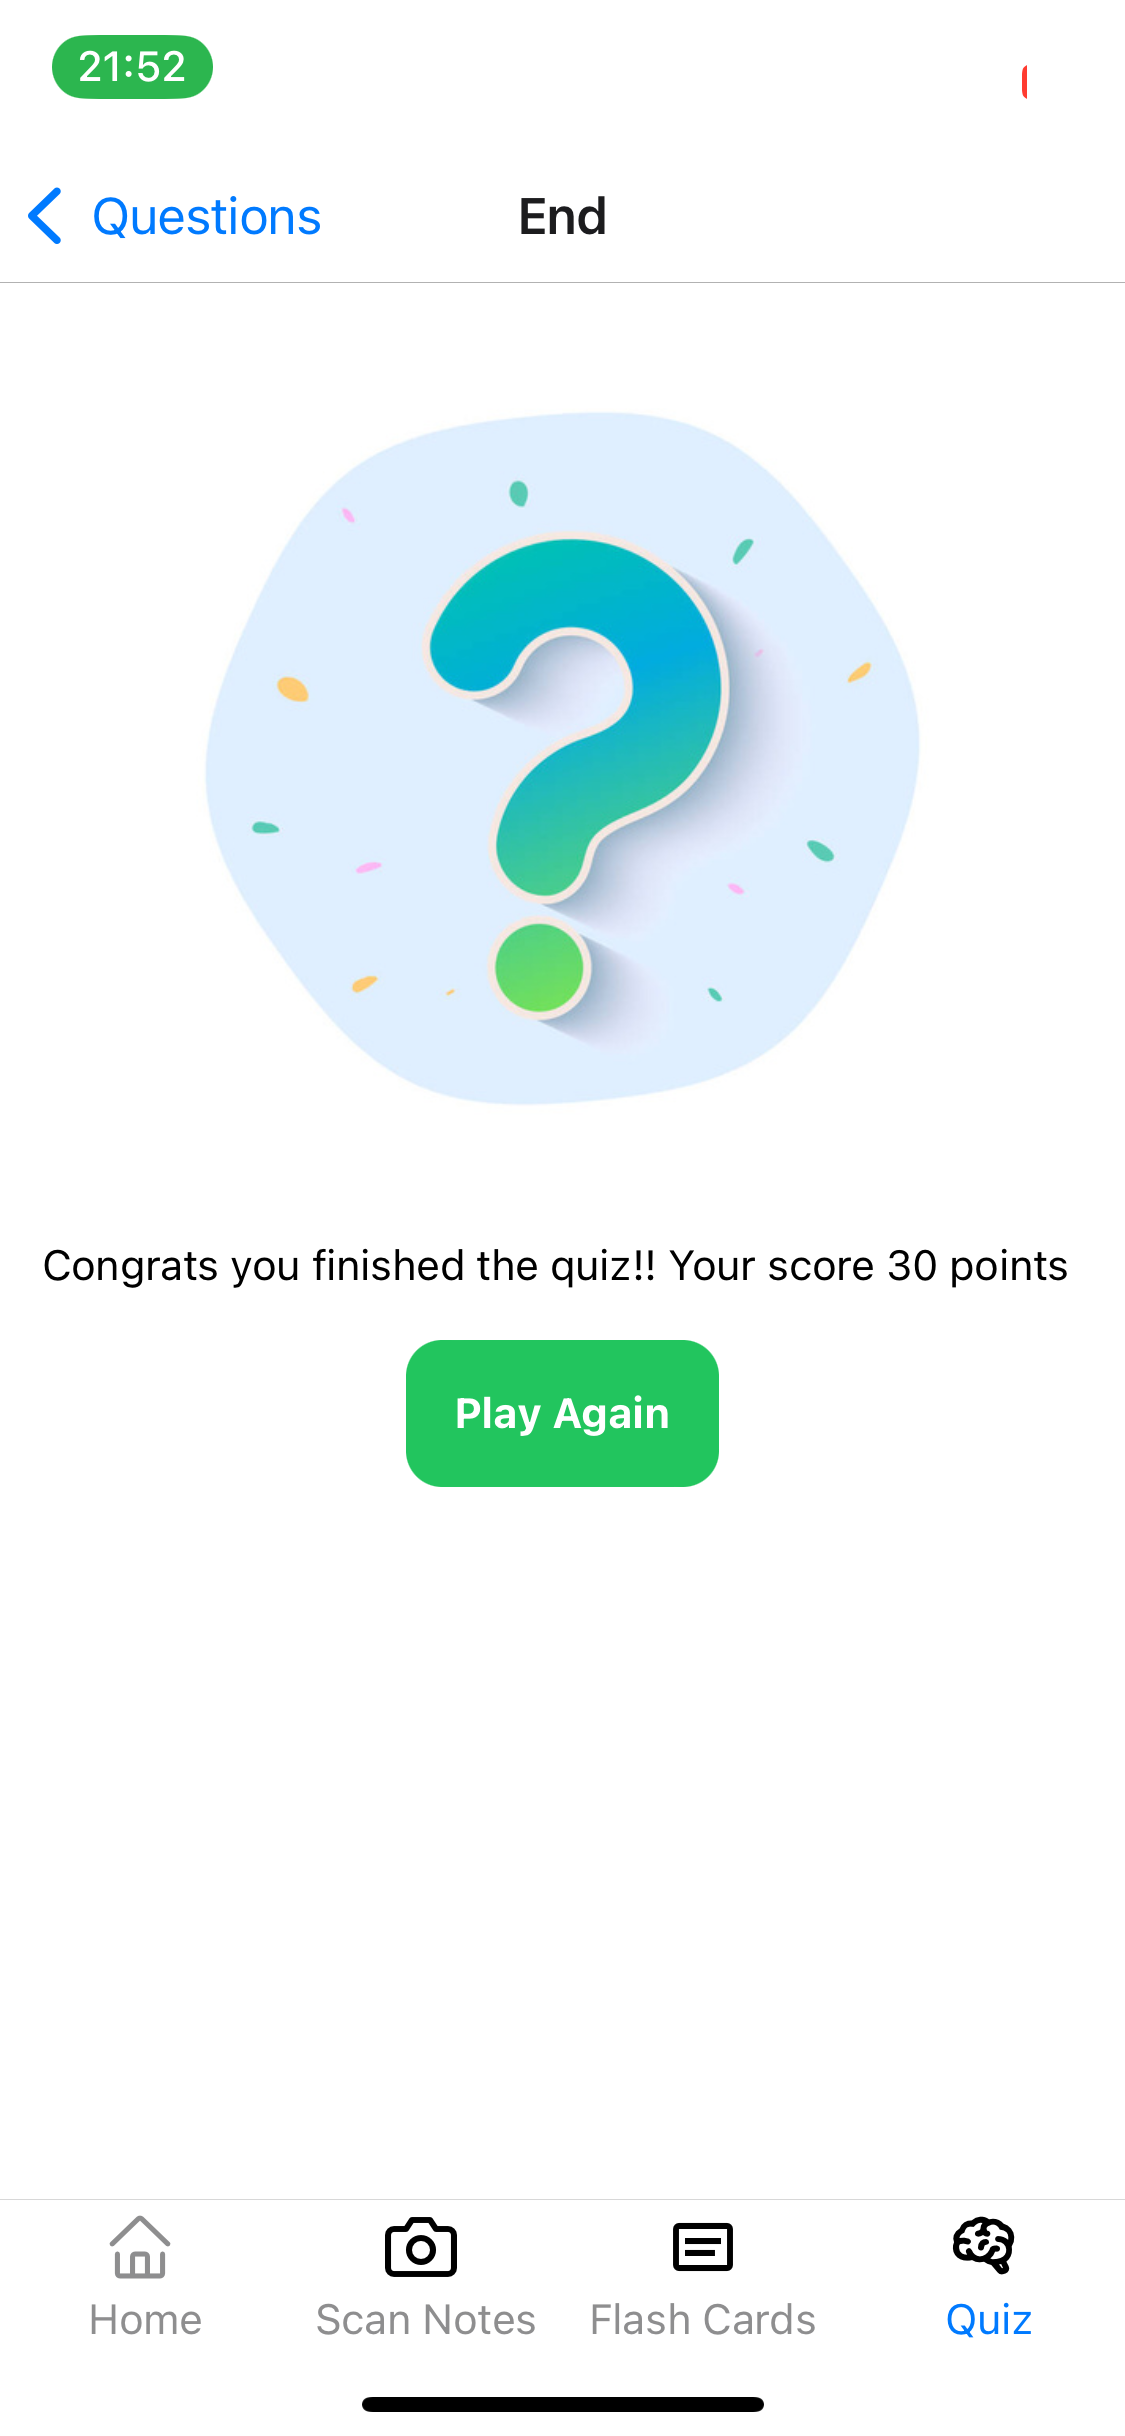 21:52
Questions
End
Congrats you finished the quiz!! Your score 30 points
Play Again
Home
Scan Notes
Flash Cards
Quiz